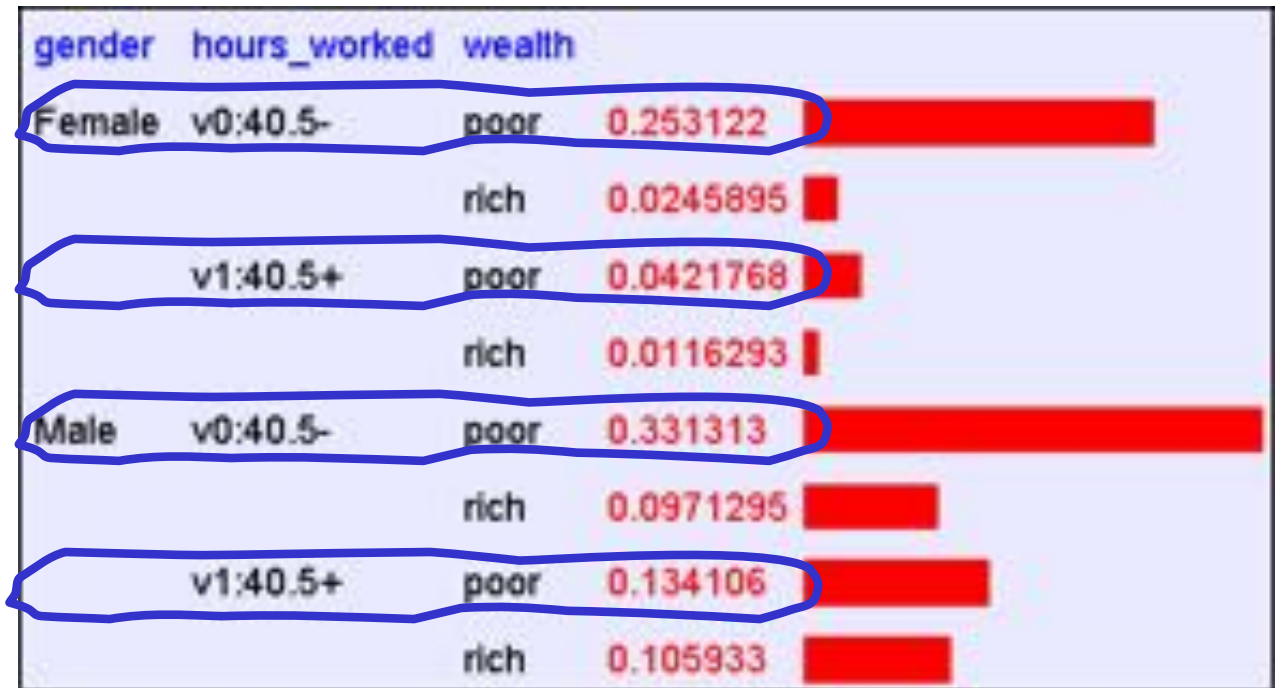 gender hours_worked wealth
Female v0:40.5- poor 0.253122
rich 0.0245895
v1:40.5+ poor 0.0421768
rich 0.0116293
Male v0:40.5- poor 0.331313
rich 0.0971295
v1:40.5+ poor 0.134106
rich 0.105933